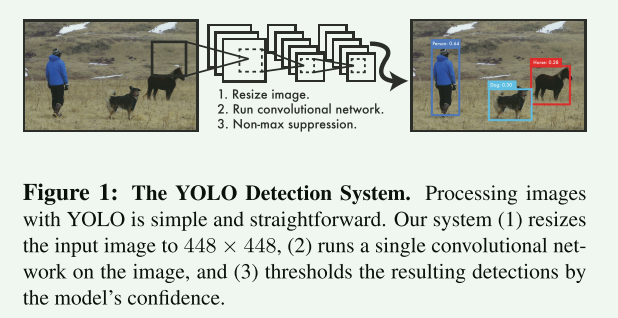 Person: 0.64
Horse: 0.28
Dog: 0.30
1. Resize image.
2. Run convolutional network.
3. Non-max suppression.
Figure 1: The YOLO Detection System. Processing images
with YOLO is simple and straightforward. Our system (1) resizes
the input image to 448 × 448, (2) runs a single convolutional net-
work on the image, and (3) thresholds the resulting detections by
the model's confidence.